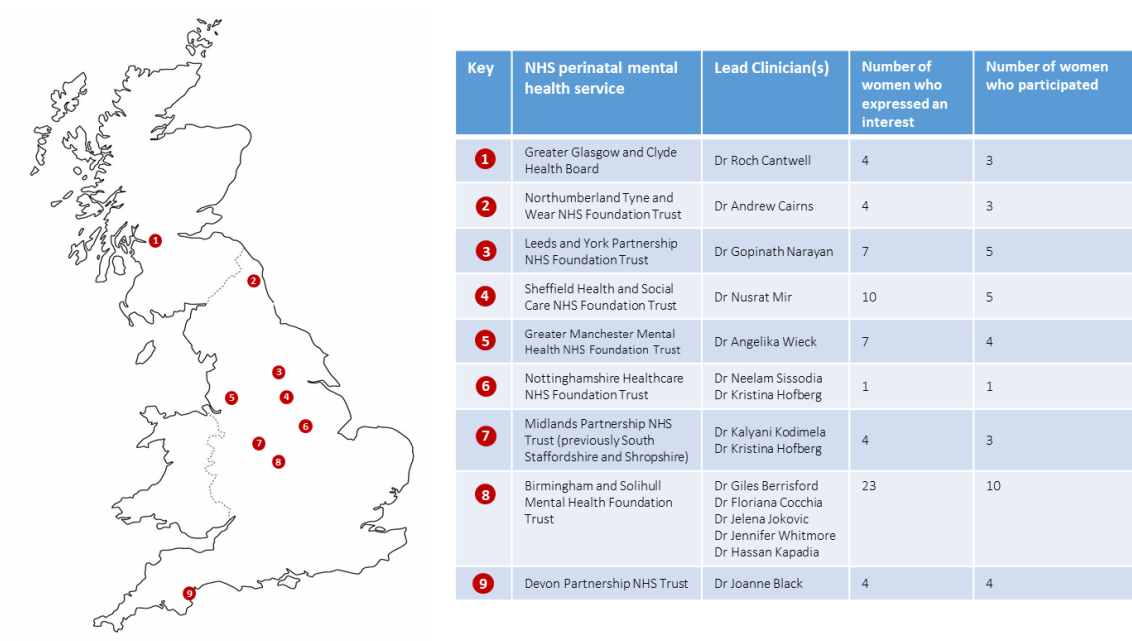 1
2
3
4
5
6
7
8
9
Key
NHS perinatal mental
health service
Lead Clinician(s)
Number of
women who
expressed an
interest
Number of women
who participated
1
Greater Glasgow and Clyde
Health Board
Dr Roch Cantwell
4
3
2
Northumberland Tyne and
Wear NHS Foundation Trust
Dr Andrew Cairns
4
3
3
Leeds and York Partnership
NHS Foundation Trust
Dr Gopinath Narayan
7
5
4
Sheffield Health and Social
Care NHS Foundation Trust
Dr Nusrat Mir
10
5
5
Greater Manchester Mental
Health NHS Foundation Trust
Dr Angelika Wieck
7
4
6
Nottinghamshire Healthcare
NHS Foundation Trust
Dr Neelam Sissodia
Dr Kristina Hofberg
1
1
7
Midlands Partnership NHS
Trust (previously South
Staffordshire and Shropshire)
Dr Kalyani Kodimela
Dr Kristina Hofberg
4
3
8
Birmingham and Solihull
Mental Health Foundation
Trust
Dr Giles Berrisford
Dr Floriana Cocchia
Dr Jelena Jokovic
Dr Jennifer Whitmore
Dr Hassan Kapadia
23
10
9
Devon Partnership NHS Trust
Dr Joanne Black
4
4